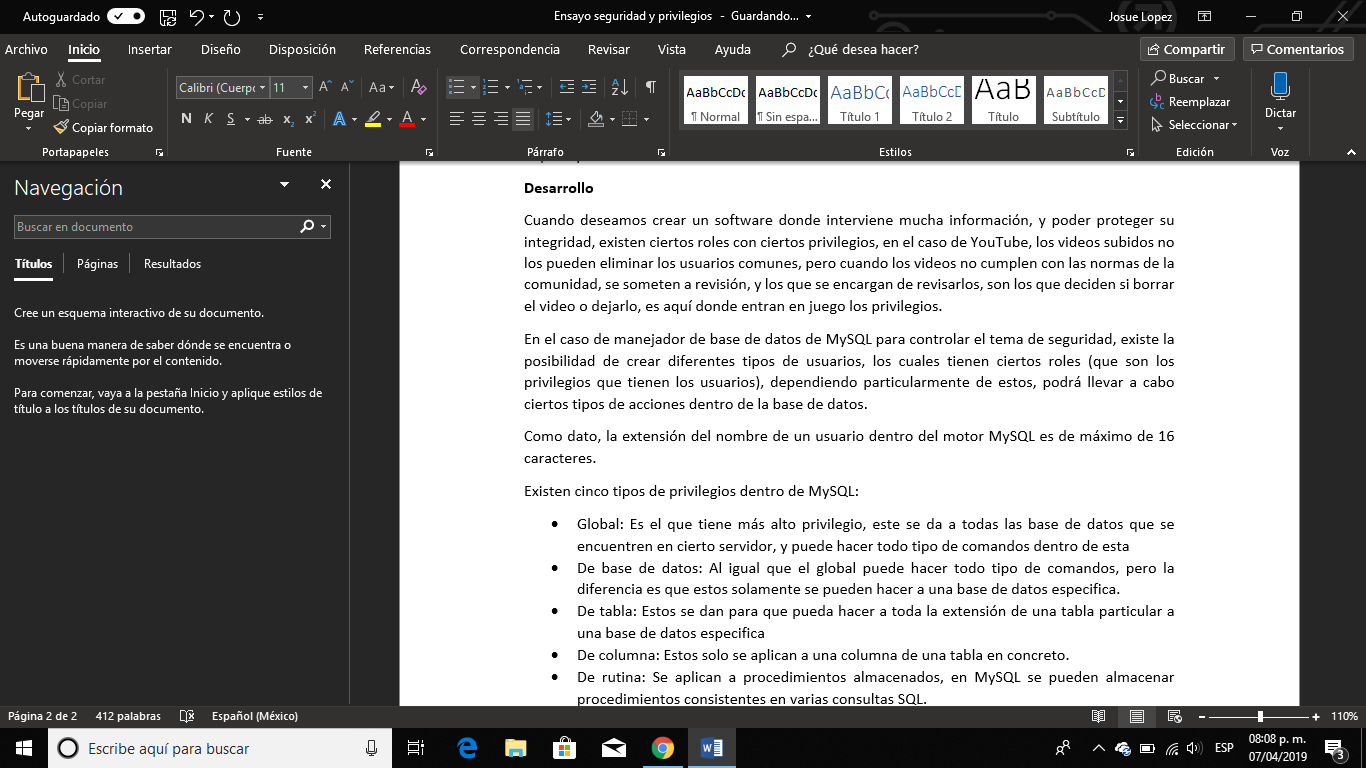 Autoguardado
Ensayo seguridad y privilegios - Guardando...
Josue Lopez
Archivo Inicio Insertar Diseño Disposición Referencias Correspondencia Revisar Vista Ayuda ¿Qué desea hacer? Compartir Comentarios
Pegar
Cortar
Copiar
Copiar formato
Portapapeles
Calibri (Cuerpo 11
Aa
N K S ab x₂ x² A A
Fuente
Párrafo
AaBbCcDc AaBbCcDc AaBbCc AaBbCcD AaB AaBbCcD
¶ Normal ¶ Sin espa... Título 1 Título 2 Título Subtítulo
Estilos
Buscar
Reemplazar
Seleccionar
Edición
Dictar
Voz
Navegación
Buscar en documento
Títulos Páginas Resultados
Cree un esquema interactivo de su documento.
Es una buena manera de saber dónde se encuentra o
moverse rápidamente por el contenido.
Para comenzar, vaya a la pestaña Inicio y aplique estilos de
título a los títulos de su documento.
Desarrollo
Cuando deseamos crear un software donde interviene mucha información, y poder proteger su
integridad, existen ciertos roles con ciertos privilegios, en el caso de YouTube, los videos subidos no
los pueden eliminar los usuarios comunes, pero cuando los videos no cumplen con las normas de la
comunidad, se someten a revisión, y los que se encargan de revisarlos, son los que deciden si borrar
el video o dejarlo, es aquí donde entran en juego los privilegios.
En el caso de manejador de base de datos de MySQL para controlar el tema de seguridad, existe la
posibilidad de crear diferentes tipos de usuarios, los cuales tienen ciertos roles (que son los
privilegios que tienen los usuarios), dependiendo particularmente de estos, podrá llevar a cabo
ciertos tipos de acciones dentro de la base de datos.
Como dato, la extensión del nombre de un usuario dentro del motor MySQL es de máximo de 16
caracteres.
Existen cinco tipos de privilegios dentro de MySQL:
• Global: Es el que tiene más alto privilegio, este se da a todas las base de datos que se
encuentren en cierto servidor, y puede hacer todo tipo de comandos dentro de esta
• De base de datos: Al igual que el global puede hacer todo tipo de comandos, pero la
diferencia es que estos solamente se pueden hacer a una base de datos especifica.
• De tabla: Estos se dan para que pueda hacer a toda la extensión de una tabla particular a
una base de datos especifica
• De columna: Estos solo se aplican a una columna de una tabla en concreto.
• De rutina: Se aplican a procedimientos almacenados, en MySQL se pueden almacenar
procedimientos consistentes en varias consultas SQL.
Página 2 de 2 412 palabras Español (México) 110%
Escribe aquí para buscar
ESP
08:08 p. m.
07/04/2019
3